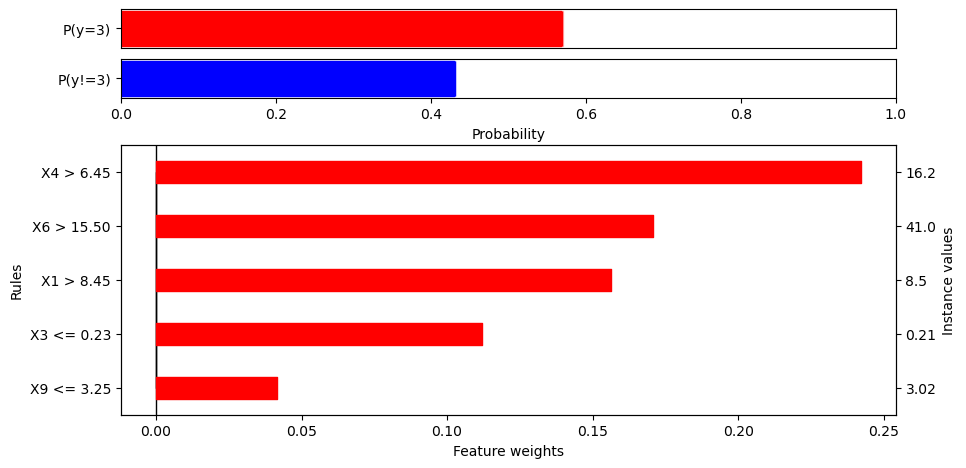 P(y=3)
P(y!=3)
0.0 0.2 0.4 0.6 0.8 1.0
Probability
X4 > 6.45 16.2
X6 > 15.50 41.0
X1 > 8.45 8.5
X3 <= 0.23 0.21
X9 <= 3.25 3.02
Rules
Instance values
0.00 0.05 0.10 0.15 0.20 0.25
Feature weights